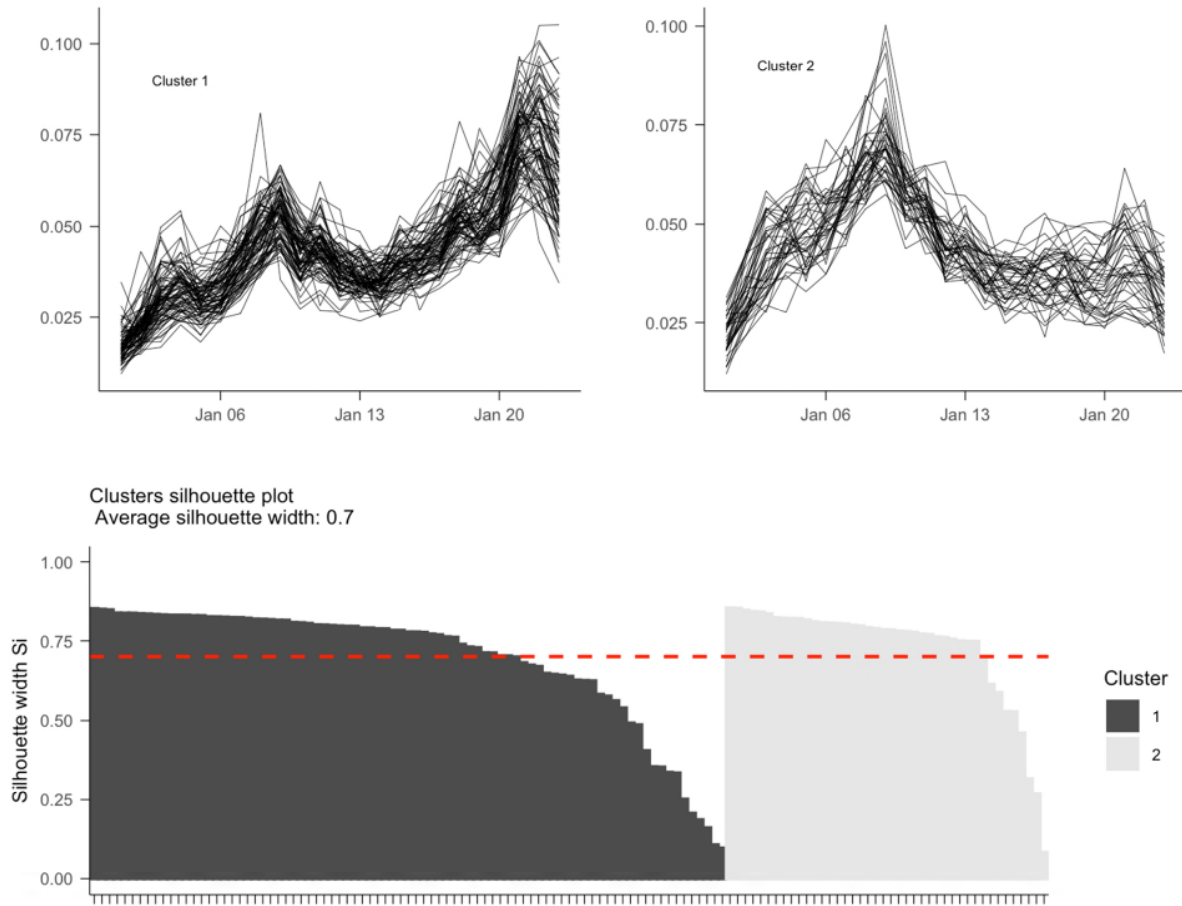 0.100
0.075
0.050
0.025
Cluster 1
Jan 06
Jan 13
Jan 20
0.100
0.075
0.050
0.025
Cluster 2
Jan 06
Jan 13
Jan 20
Clusters silhouette plot
Average silhouette width: 0.7
Silhouette width Si
1.00
0.75
0.50
0.25
0.00
Cluster
1
2